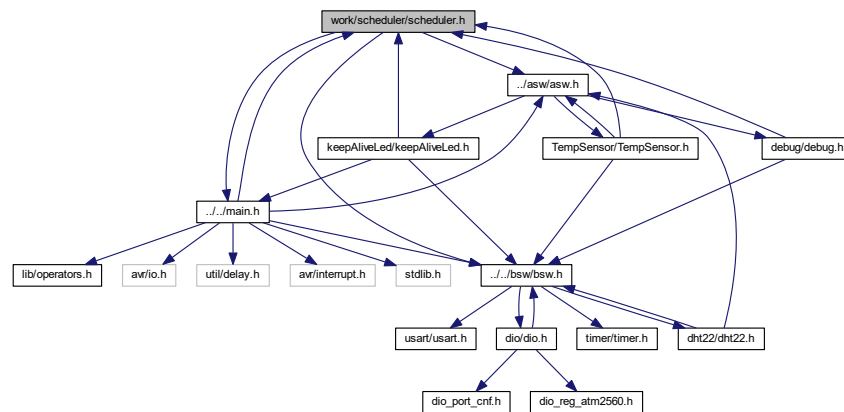 work/scheduler/scheduler.h
../asw/asw.h
keepAliveLed/keepAliveLed.h
TempSensor/TempSensor.h
debug/debug.h
../../main.h
lib/operators.h
avr/io.h
util/delay.h
avr/interrupt.h
stdlib.h
../../bsw/bsw.h
usart/usart.h
dio/dio.h
timer/timer.h
dht22/dht22.h
dio_port_cnf.h
dio_reg_atm2560.h